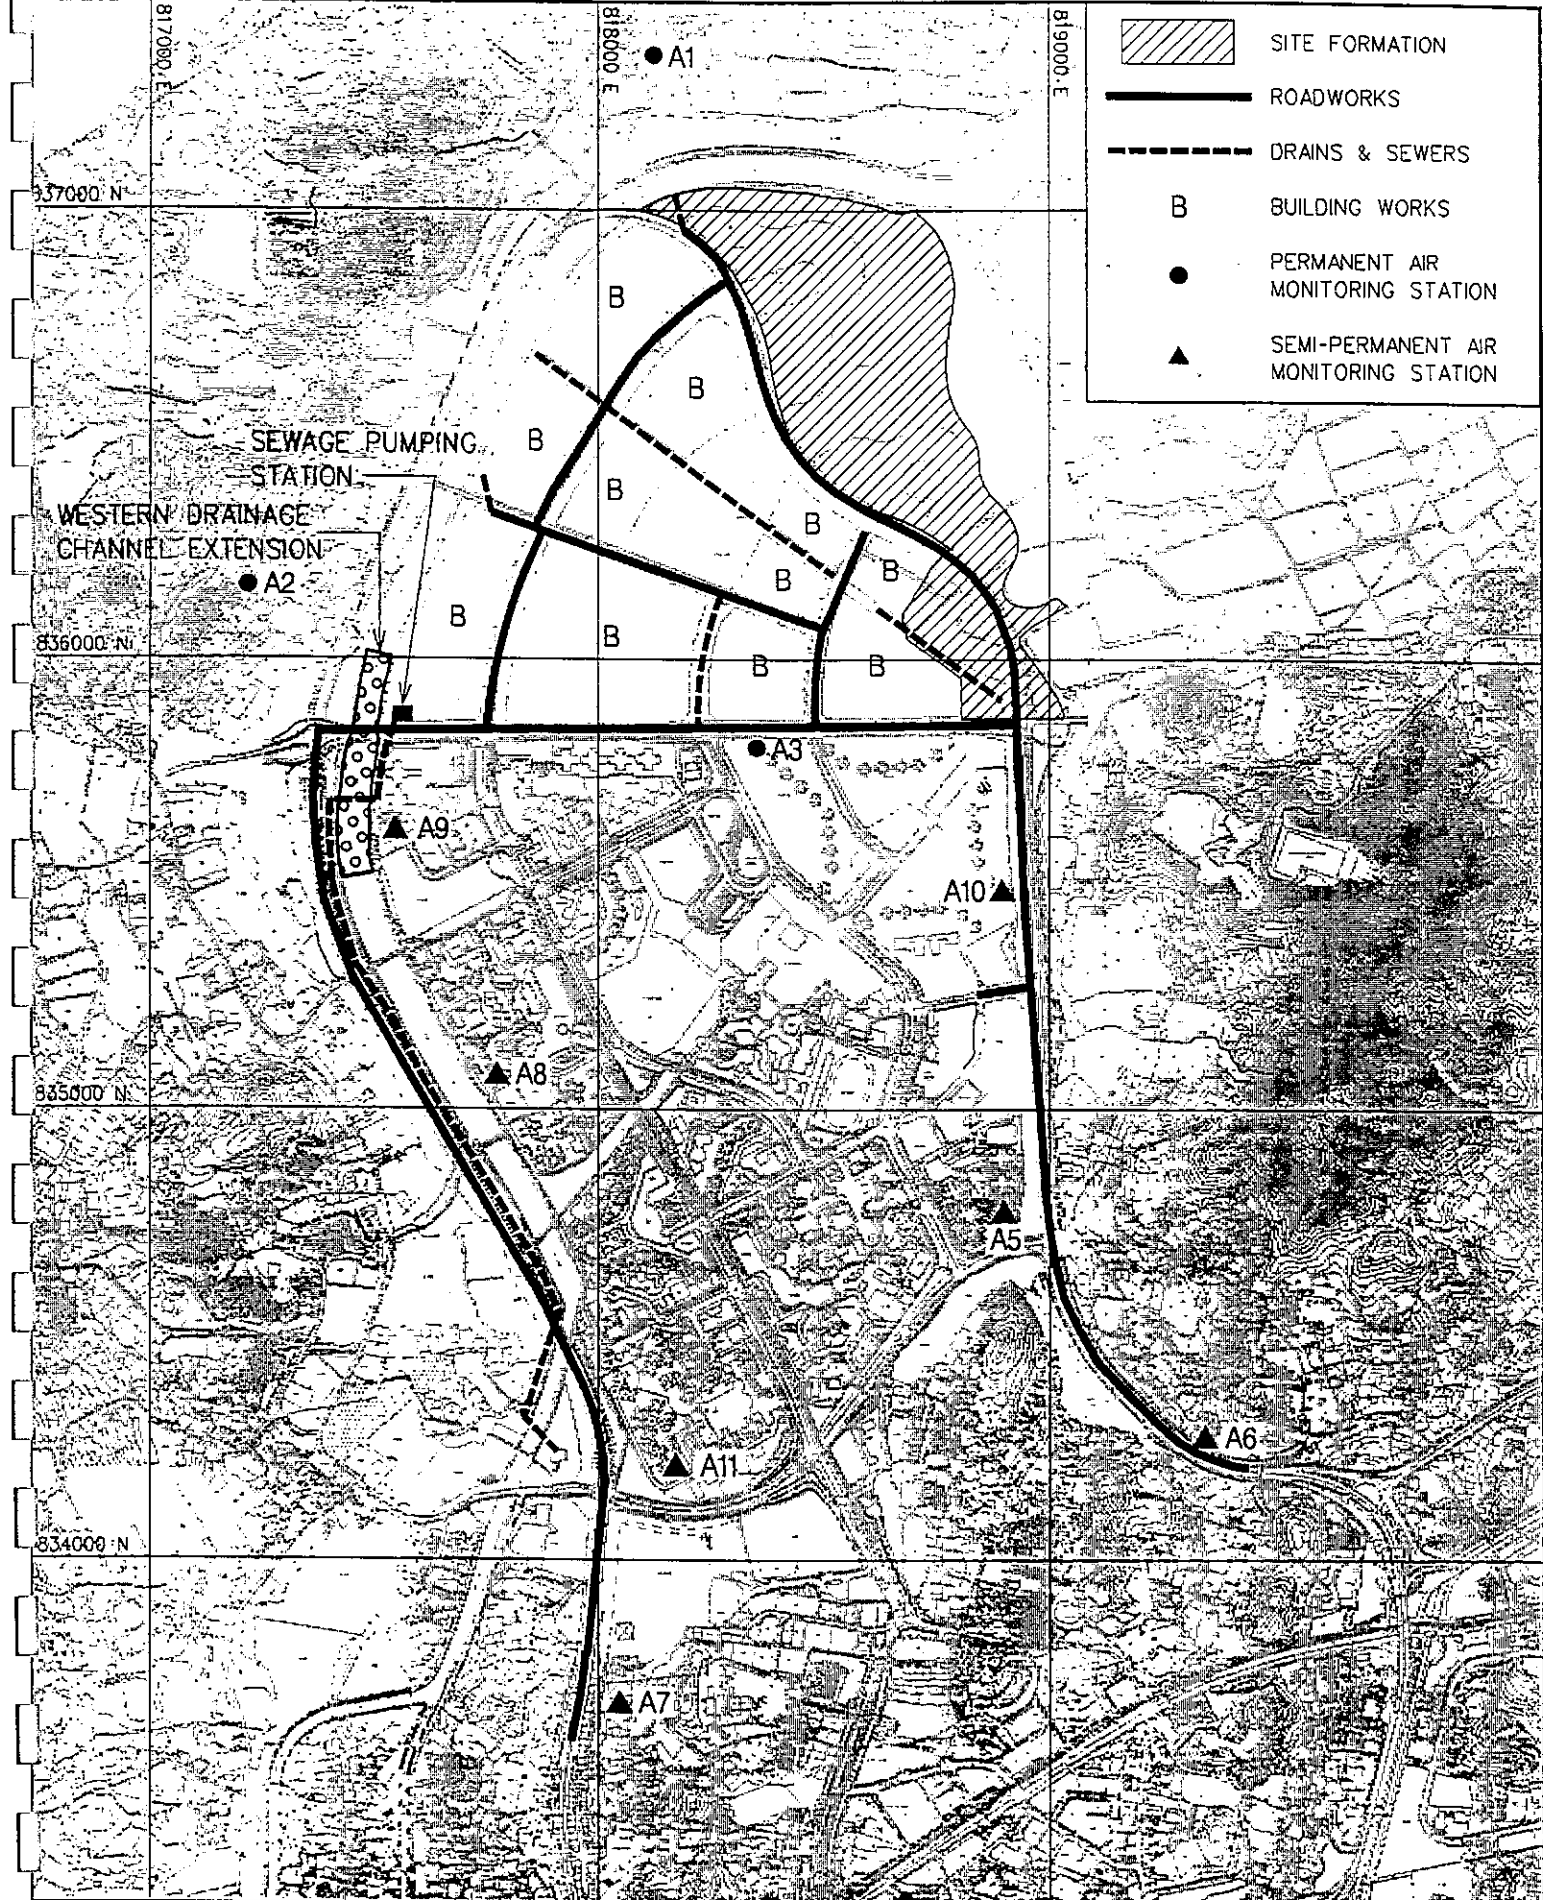 817000 E
818000 E
819000 E
A1
SITE FORMATION
ROADWORKS
DRAINS & SEWERS
B
BUILDING WORKS
PERMANENT AIR
MONITORING STATION
SEMI-PERMANENT AIR
MONITORING STATION
837000 N
B
B
B
SEWAGE PUMPING
STATION
B
WESTERN DRAINAGE
CHANNEL EXTENSION
B
A2
B
B
B
B
836000 N
B
B
A3
A9
A10
A8
835000 N
A5
A6
A11
834000 N
A7